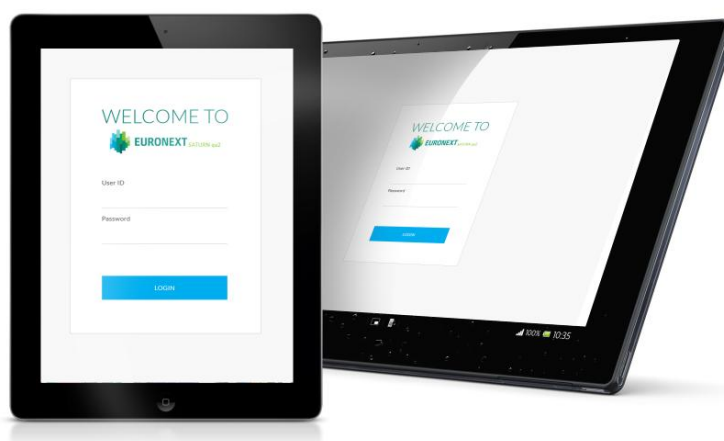 WELCOME TO
EURONEXT
User ID
Password
LOGIN
WELCOME TO
EURONEXT
User ID
Password
LOGIN
100% 10:35